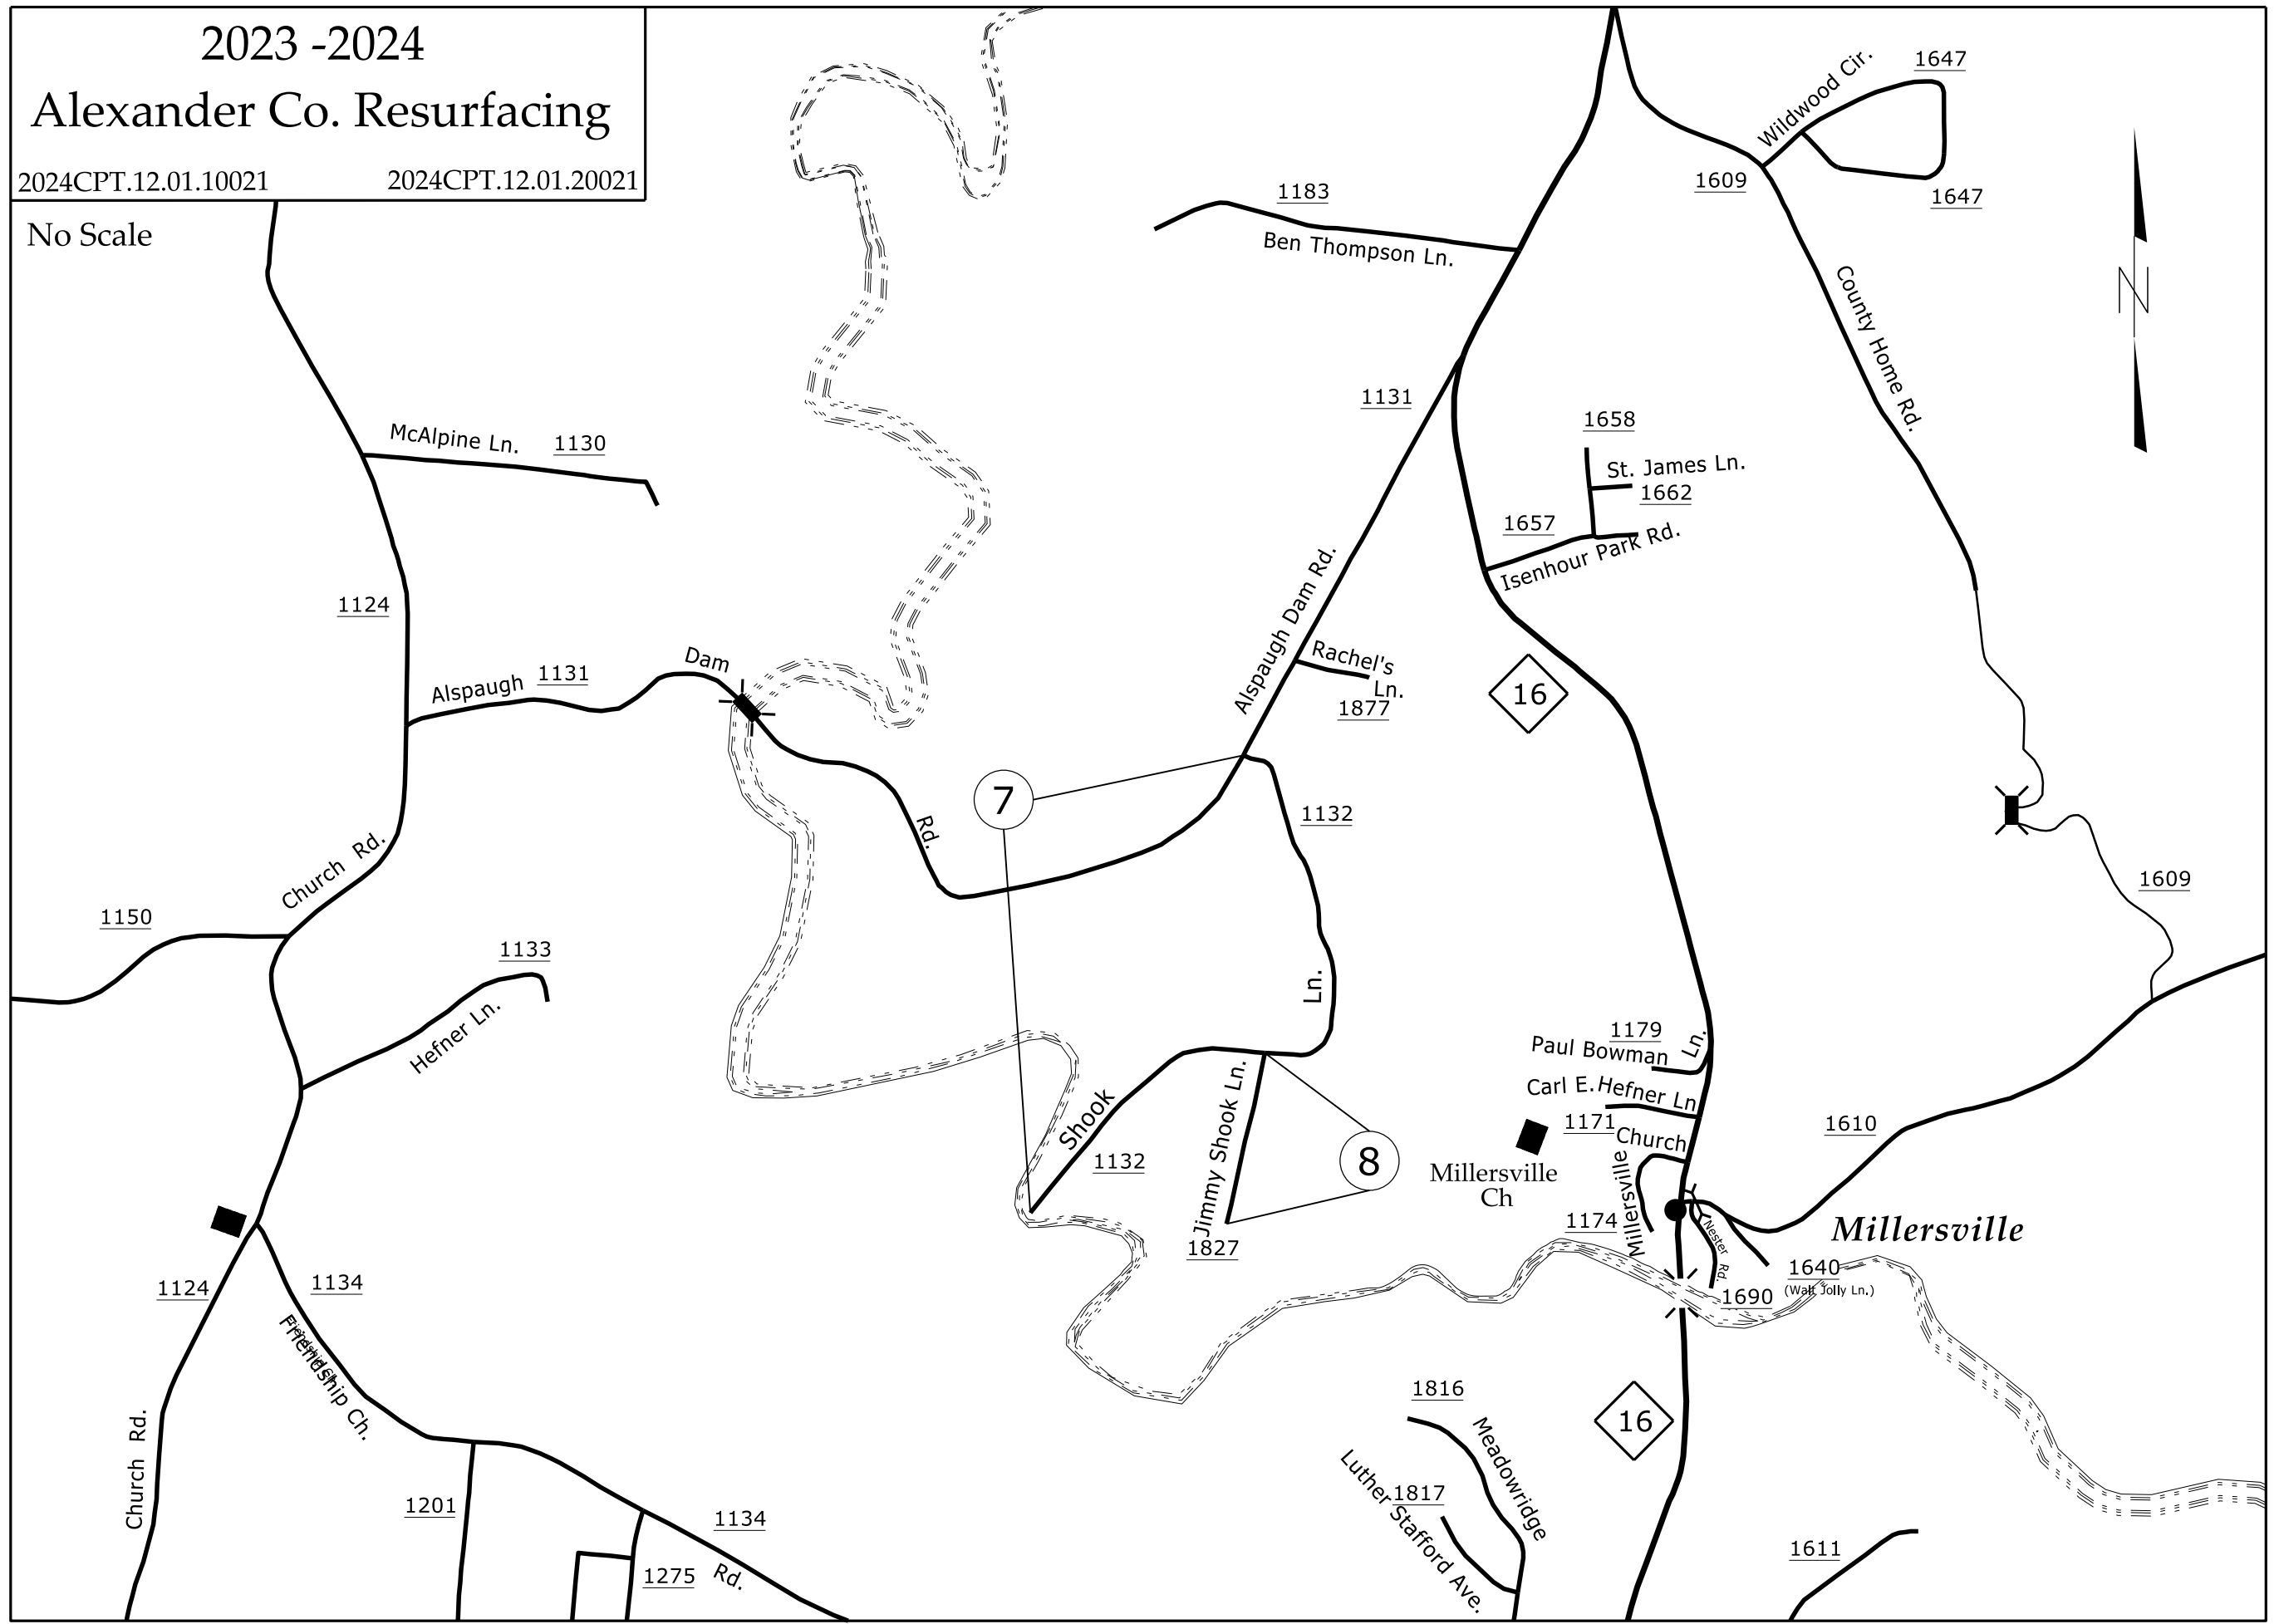 2023 -2024
Alexander Co. Resurfacing
2024CPT.12.01.10021 2024CPT.12.01.20021
No Scale
1647
Wildwood Cir.
1609
1647
1183
Ben Thompson Ln.
N
County Home Rd.
1131
1658
St. James Ln.
1662
1657
Isenhour Park Rd.
McAlpine Ln. 1130
1124
Alspaugh 1131 Dam
Rd.
Alspaugh Dam Rd.
Rachel's
Ln.
1877
16
7
1132
Ln.
1609
Church Rd.
1150
1133
Hefner Ln.
1179
Paul Bowman Ln.
Carl E. Hefner Ln
1171
Church
Millersville
1174
Millersville
Ch
1610
Shook
1132
Jimmy Shook Ln.
1827
8
Nester Rd.
Millersville
1640
(Walt Jolly Ln.)
1690
1124
1134
Friendship Ch.
Friendship Ch.
Church Rd.
1201
1134
Rd.
1275
1816
Meadowridge
1817
Luther Stafford Ave.
16
1611